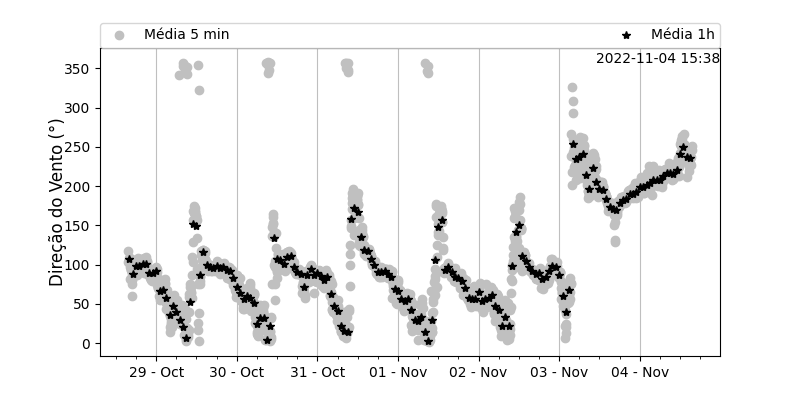 Média 5 min
Média 1h
2022-11-04 15:38
Direção do Vento (°)
350
300
250
200
150
100
50
0
29 - Oct
30 - Oct
31 - Oct
01 - Nov
02 - Nov
03 - Nov
04 - Nov